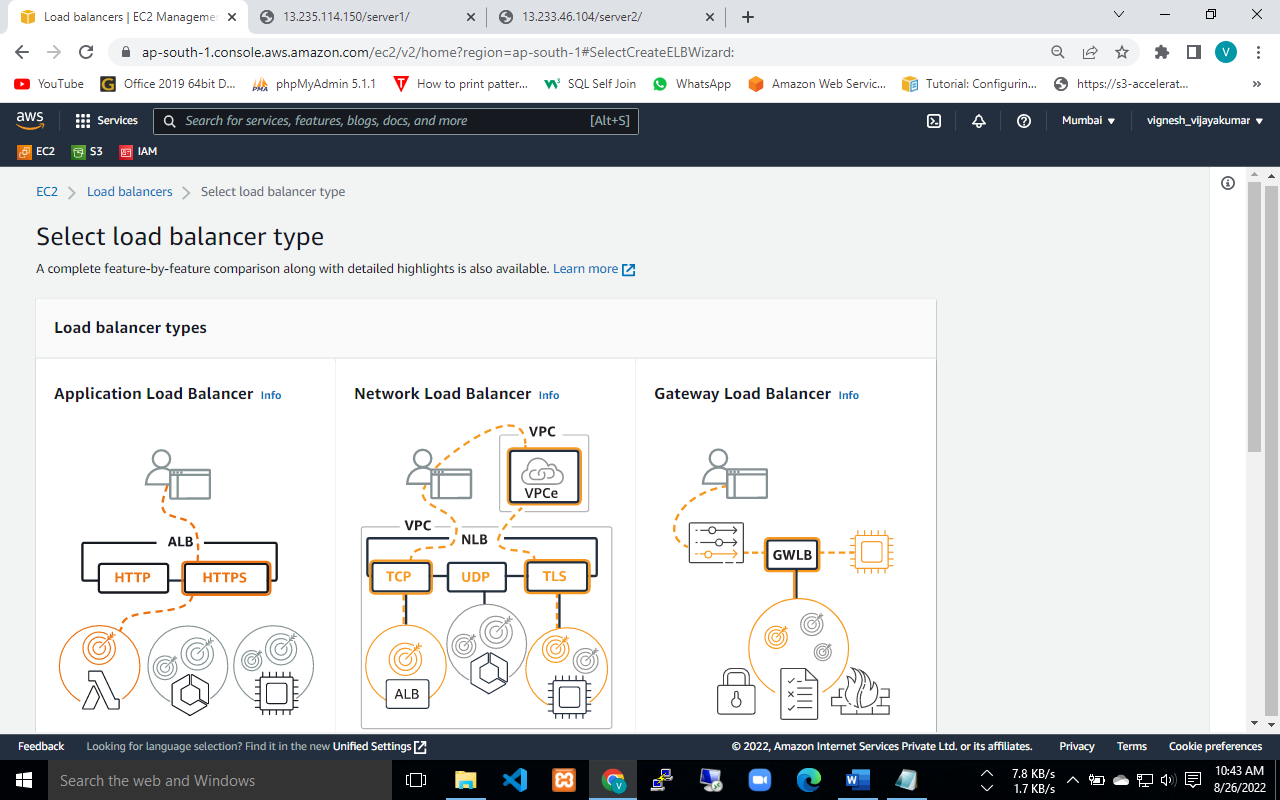 Load balancers | EC2 Managemer
13.235.114.150/server1/
13.233.46.104/server2/
ap-south-1.console.aws.amazon.com/ec2/v2/home?region=ap-south-1#SelectCreateELBWizard:
V
YouTube
Office 2019 64bit D...
phpMyAdmin 5.1.1
How to print patter...
SQL Self Join
WhatsApp
Amazon Web Servic...
Tutorial: Configurin...
https://s3-accelerat...
»
aws
Services
Search for services, features, blogs, docs, and more
[Alt+S]
Mumbai
vignesh_vijayakumar
EC2
S3
IAM
EC2
Load balancers
Select load balancer type
Select load balancer type
A complete feature-by-feature comparison along with detailed highlights is also available. Learn more
Load balancer types
Application Load Balancer Info
Network Load Balancer Info
Gateway Load Balancer Info
ALB
HTTP
HTTPS
VPC
VPCe
VPC
NLB
TCP
UDP
TLS
ALB
GWLB
Feedback
Looking for language selection? Find it in the new Unified Settings
© 2022, Amazon Internet Services Private Ltd. or its affiliates.
Privacy
Terms
Cookie preferences
Search the web and Windows
7.8 KB/s
1.7 KB/s
10:43 AM
8/26/2022